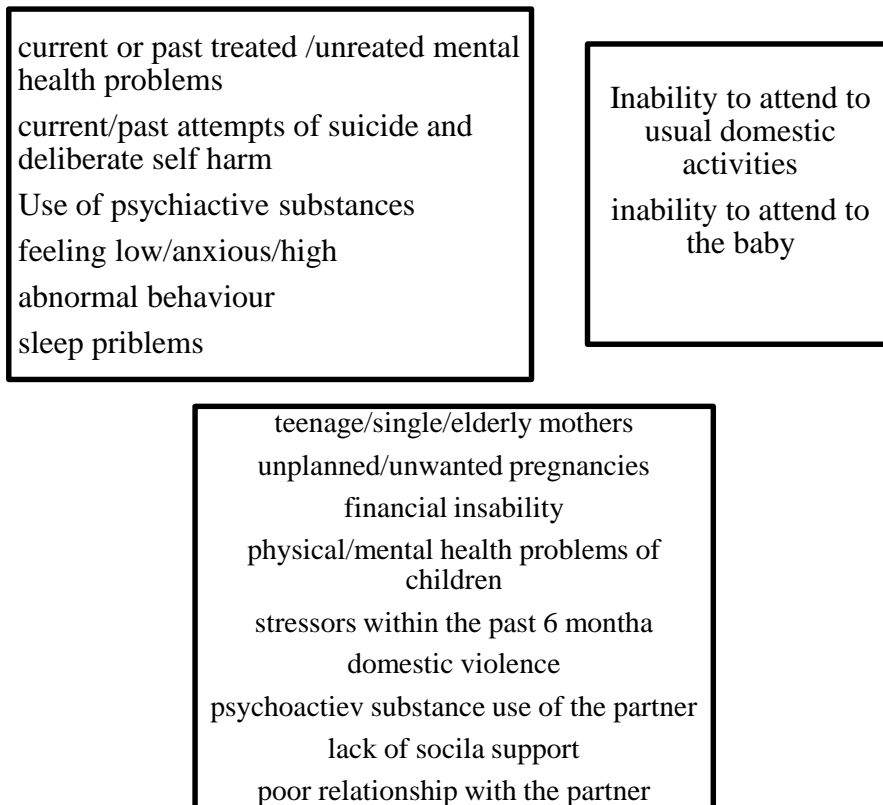 current or past treated /unreated mental
health problems
current/past attempts of suicide and
deliberate self harm
Use of psychiactive substances
feeling low/anxious/high
abnormal behaviour
sleep priblems
Inability to attend to
usual domestic
activities
inability to attend to
the baby
teenage/single/elderly mothers
unplanned/unwanted pregnancies
financial insability
physical/mental health problems of
children
stressors within the past 6 montha
domestic violence
psychoactiev substance use of the partner
lack of socila support
poor relationship with the partner